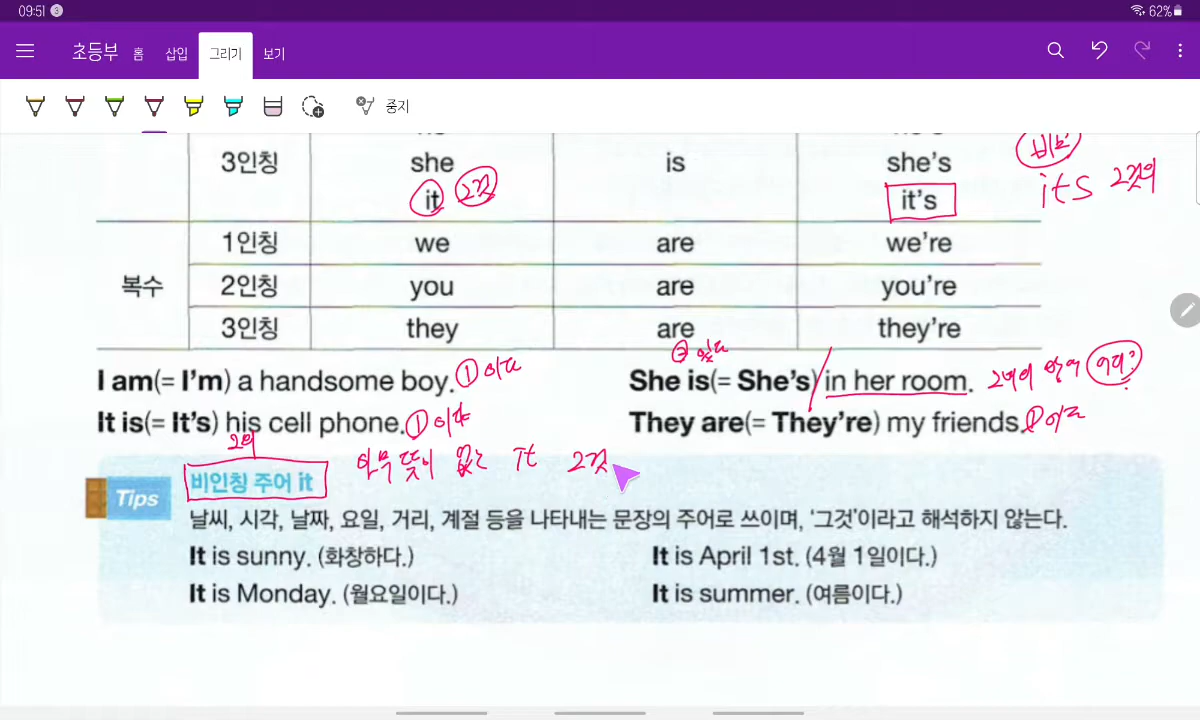 09:51 3 62%
초등부 홈 삽입 그리기 보기
중지
3인칭 she is she's 비교
it 그것 it's its 그것의
복수 1인칭 we are we're
2인칭 you are you're
3인칭 they are they're
② 있다
I am(= I'm) a handsome boy. ① 이다
She is(= She's) in her room. 그녀의 방에 어디?
It is(= It's) his cell phone. ① 이다
They are(= They're) my friends. ① 이다
그의
아무 뜻이 없는 It 그것
Tips 비인칭 주어 it
날씨, 시각, 날짜, 요일, 거리, 계절 등을 나타내는 문장의 주어로 쓰이며, '그것'이라고 해석하지 않는다.
It is sunny. (화창하다.) It is April 1st. (4월 1일이다.)
It is Monday. (월요일이다.) It is summer. (여름이다.)